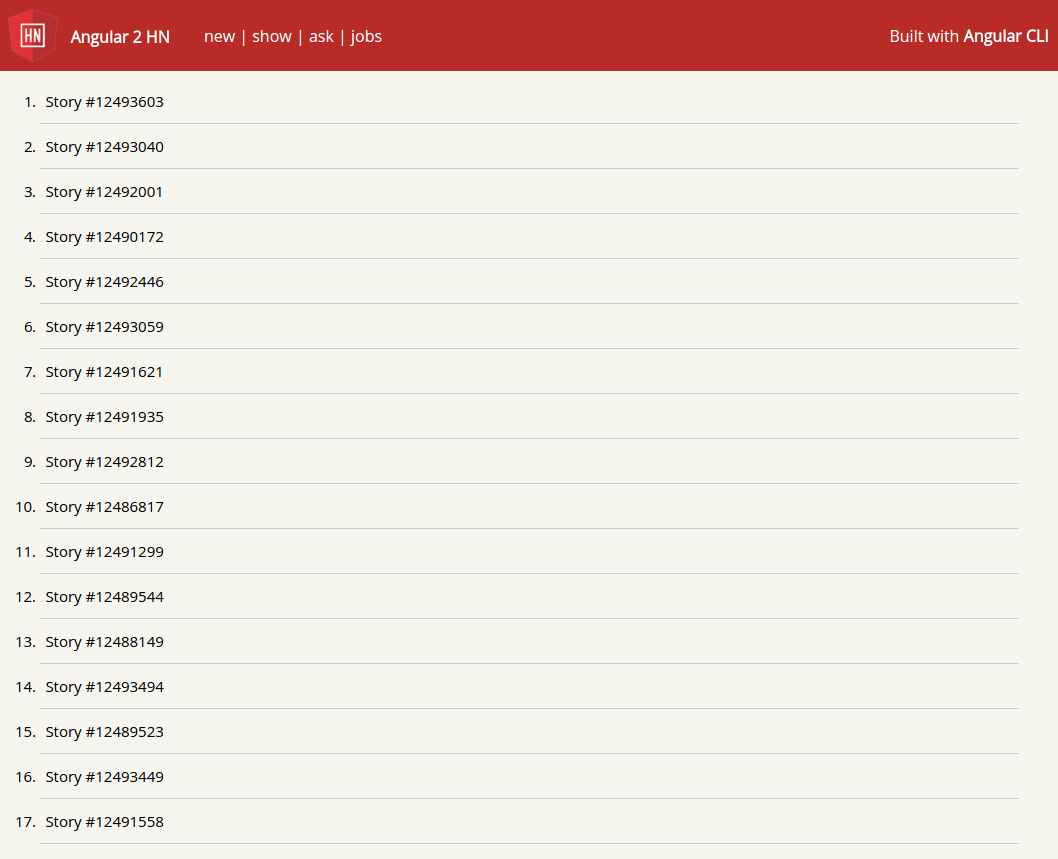 HN Angular 2 HN new | show | ask | jobs Built with Angular CLI
1. Story #12493603
2. Story #12493040
3. Story #12492001
4. Story #12490172
5. Story #12492446
6. Story #12493059
7. Story #12491621
8. Story #12491935
9. Story #12492812
10. Story #12486817
11. Story #12491299
12. Story #12489544
13. Story #12488149
14. Story #12493494
15. Story #12489523
16. Story #12493449
17. Story #12491558